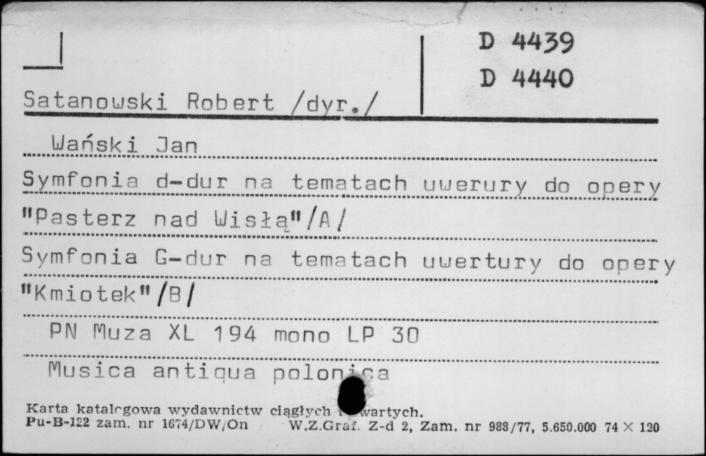 D 4439
D 4440
Satanowski Robert /dyr./
Wański Jan
Symfonia d-dur na tematach uwerury do opery
"Pasterz nad Wisłą"/A/
Symfonia G-dur na tematach uwertury do opery
"Kmiotek"/B/
PN Muza XL 194 mono LP 30
Musica antiqua polonica
Karta katalogowa wydawnictw ciągłych i zwartych.
Pu-B-122 zam. nr 1674/DW/On W.Z.Graf. Z-d 2, Zam. nr 988/77, 5.650.000 74 × 120